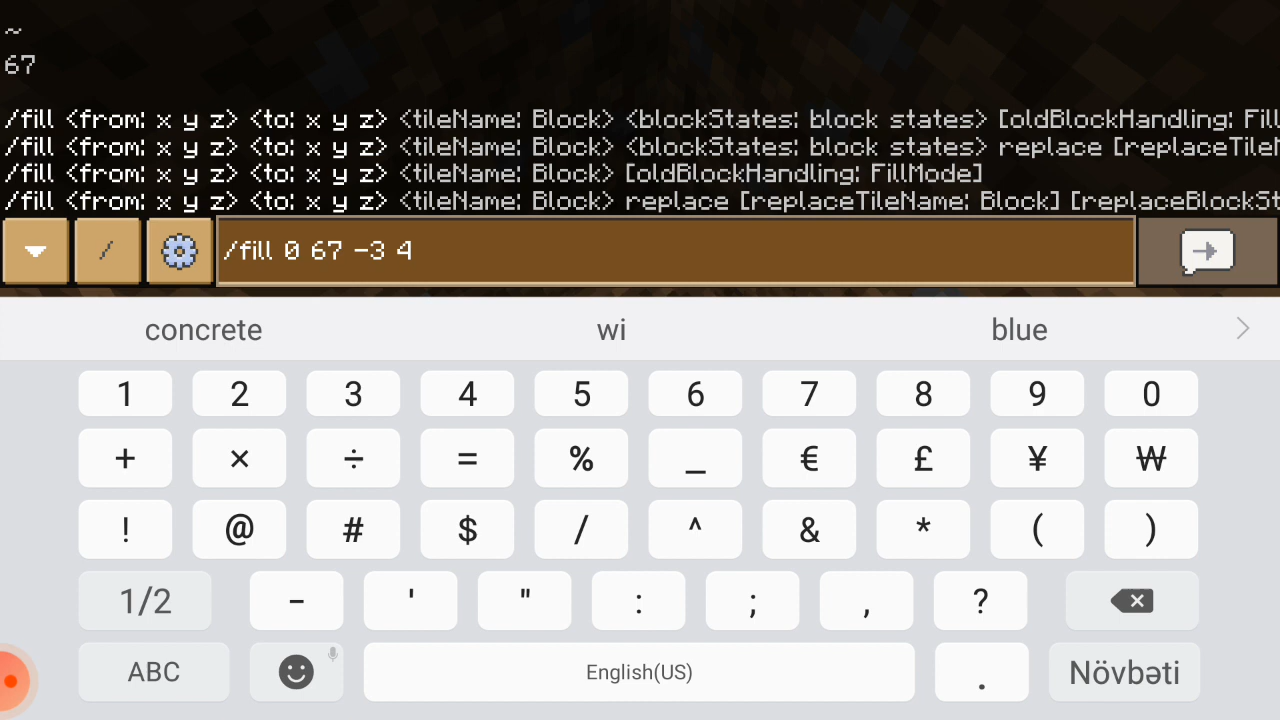 ~
67
/fill <from: x y z> <to: x y z> <tileName: Block> <blockStates: block states> [oldBlockHandling: Fill
/fill <from: x y z> <to: x y z> <tileName: Block> <blockStates: block states> replace [replaceTileN
/fill <from: x y z> <to: x y z> <tileName: Block> [oldBlockHandling: FillMode]
/fill <from: x y z> <to: x y z> <tileName: Block> replace [replaceTileName: Block] [replaceBlockSt
/ /fill 0 67 -3 4
concrete wi blue
1 2 3 4 5 6 7 8 9 0
+ × ÷ = % _ € £ ¥ ₩
! @ # $ / ^ & * ( )
1/2 - ' " : ; , ?
ABC English(US) . Növbəti